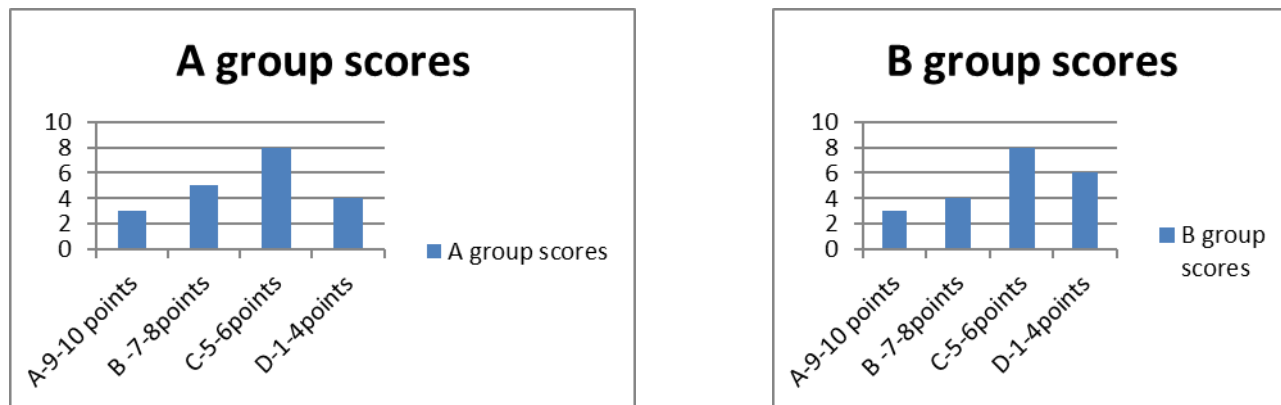 A group scores
10
8
6
4
2
0
A-9-10 points
B -7-8points
C-5-6points
D-1-4points
A group scores
B group scores
10
8
6
4
2
0
A-9-10 points
B -7-8points
C-5-6points
D-1-4points
B group
scores